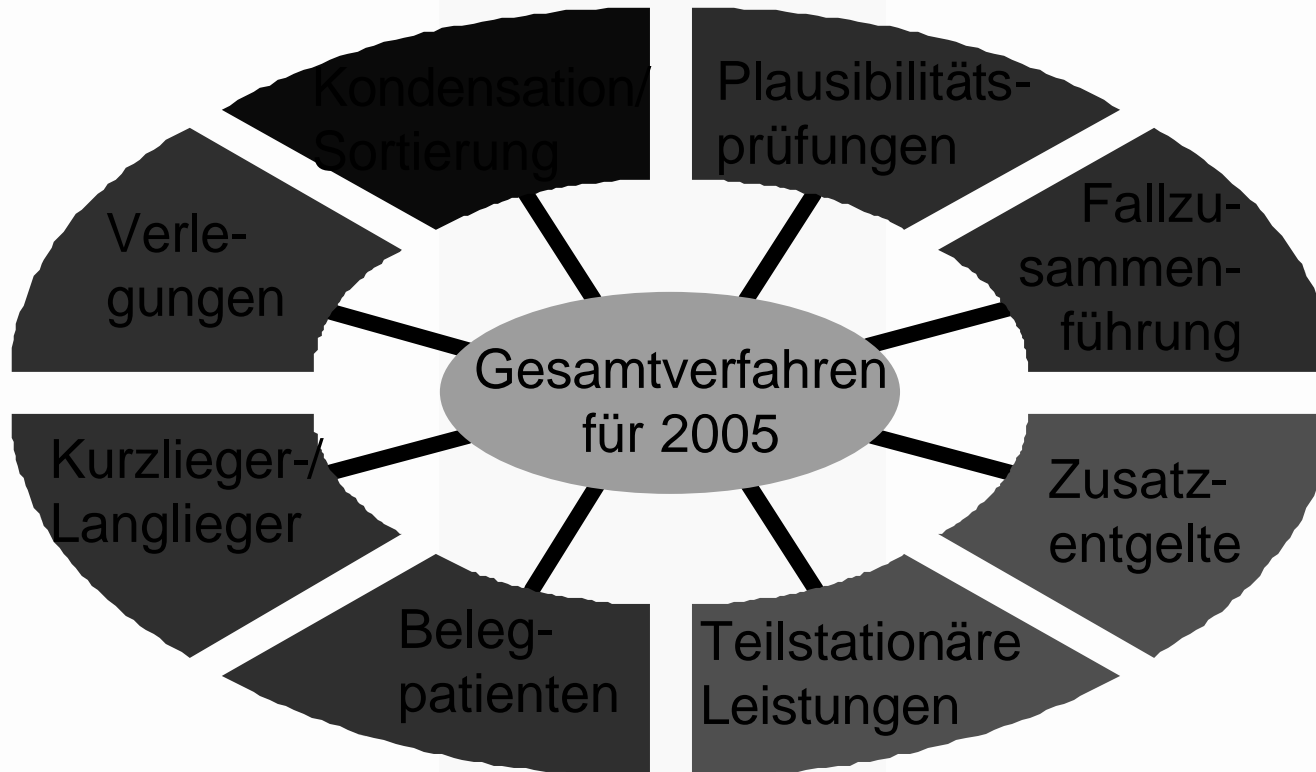 Kondensation/
Sortierung
Plausibilitäts-
prüfungen
Fallzu-
sammen-
führung
Zusatz-
entgelte
Teilstationäre
Leistungen
Beleg-
patienten
Kurzlieger-/
Langlieger
Verle-
gungen
Gesamtverfahren
für 2005